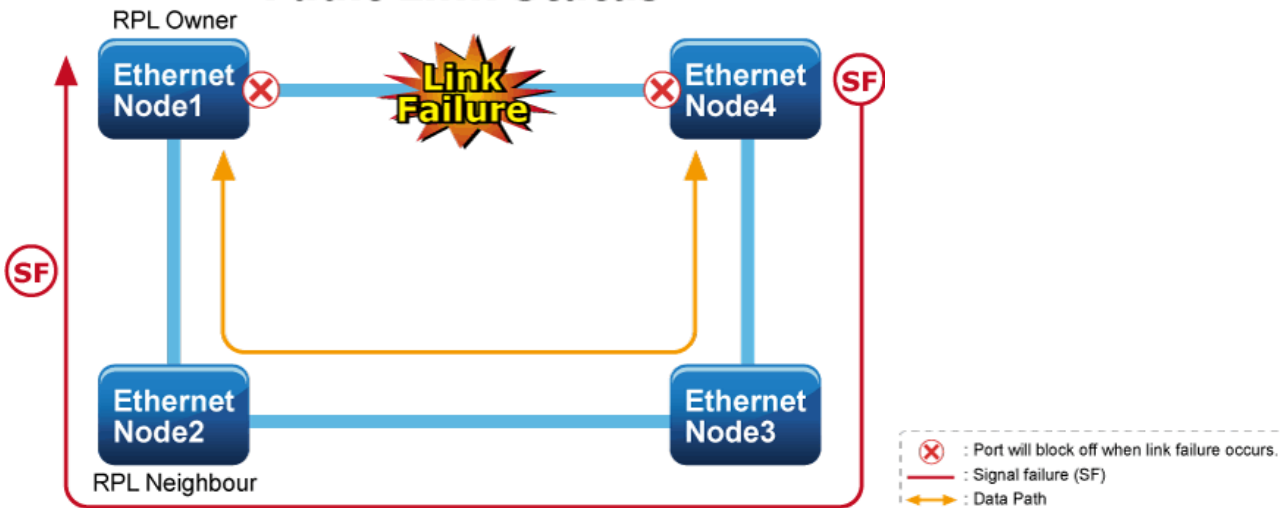 RPL Owner
Ethernet
Node1
Link
Failure
Ethernet
Node4
SF
SF
Ethernet
Node2
Ethernet
Node3
RPL Neighbour
: Port will block off when link failure occurs.
: Signal failure (SF)
: Data Path